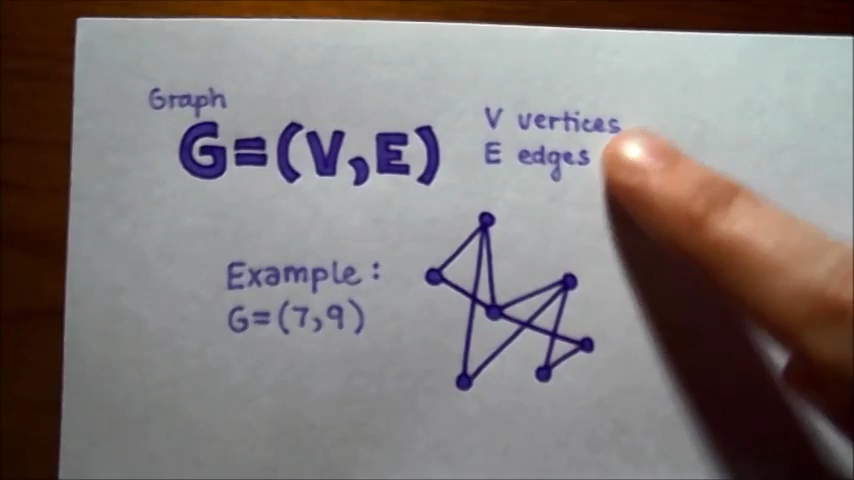 Graph
G=(V,E)
V vertices
E edges
Example:
G=(7,9)